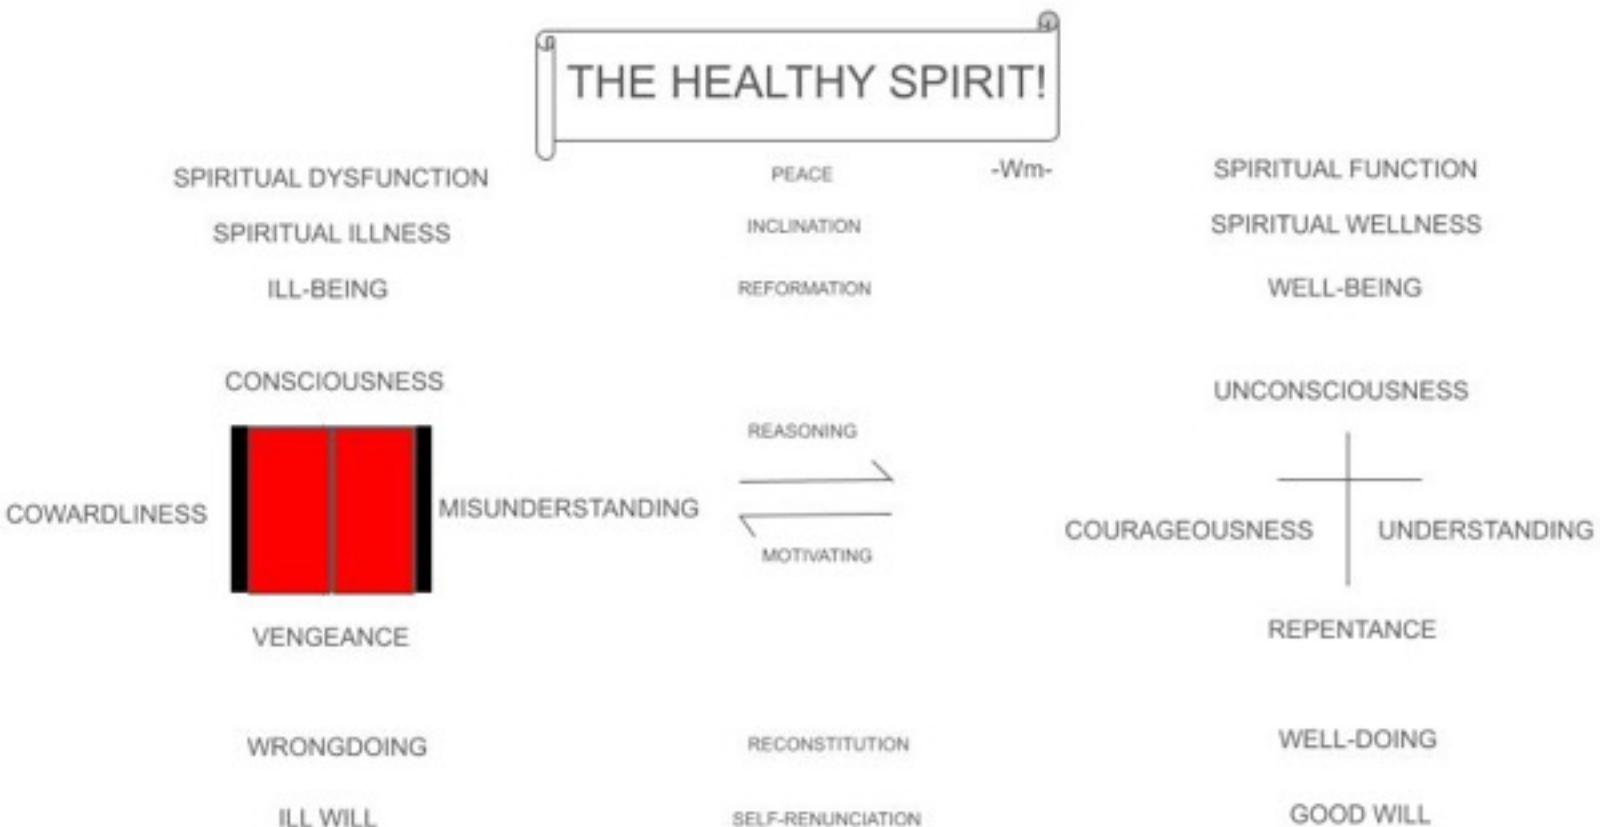 THE HEALTHY SPIRIT!
-Wm-
SPIRITUAL DYSFUNCTION
PEACE
SPIRITUAL FUNCTION
SPIRITUAL ILLNESS
INCLINATION
SPIRITUAL WELLNESS
ILL-BEING
REFORMATION
WELL-BEING
CONSCIOUSNESS
UNCONSCIOUSNESS
REASONING
COWARDLINESS
MISUNDERSTANDING
MOTIVATING
COURAGEOUSNESS
UNDERSTANDING
VENGEANCE
REPENTANCE
WRONGDOING
RECONSTITUTION
WELL-DOING
ILL WILL
SELF-RENUNCIATION
GOOD WILL